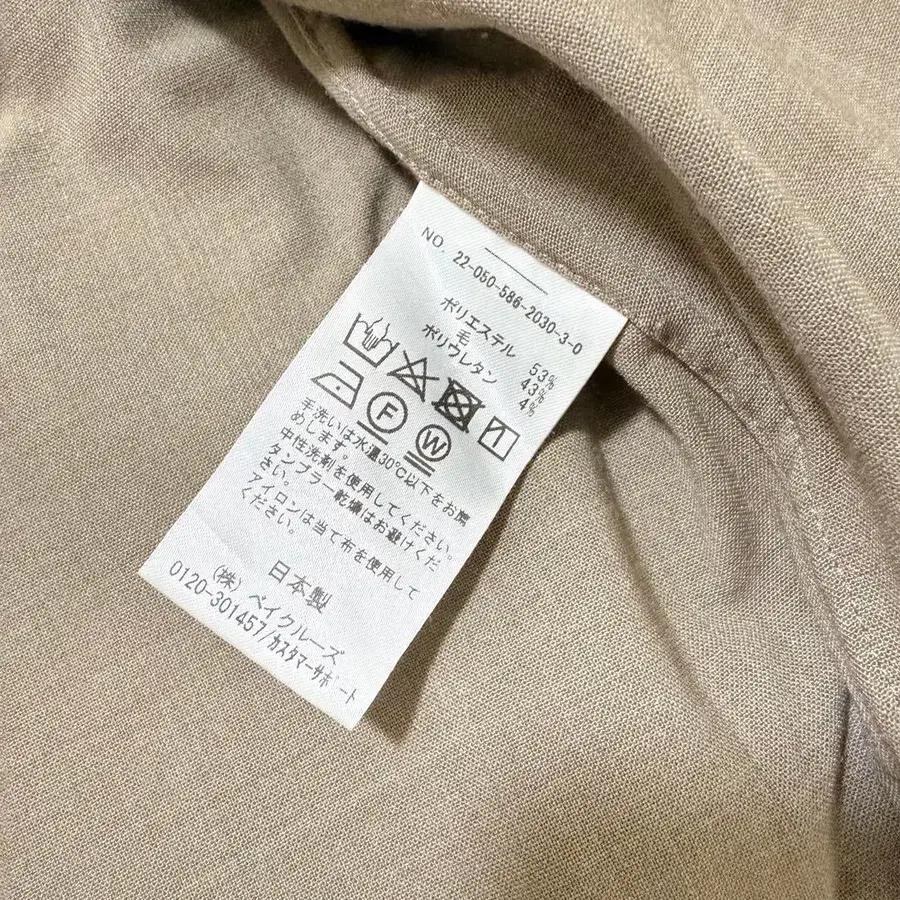 NO. 22-050-586-2030-3-0
ポリエステル 53%
毛 43%
ポリウレタン 4%
F
W
手洗いは水温30℃以下をお薦
めします。
中性洗剤を使用してください。
タンブラー乾燥はお避けくだ
さい。
アイロンは当て布を使用して
ください。
日本製
(株) ベイクルーズ
0120-301457/カスタマーサポート